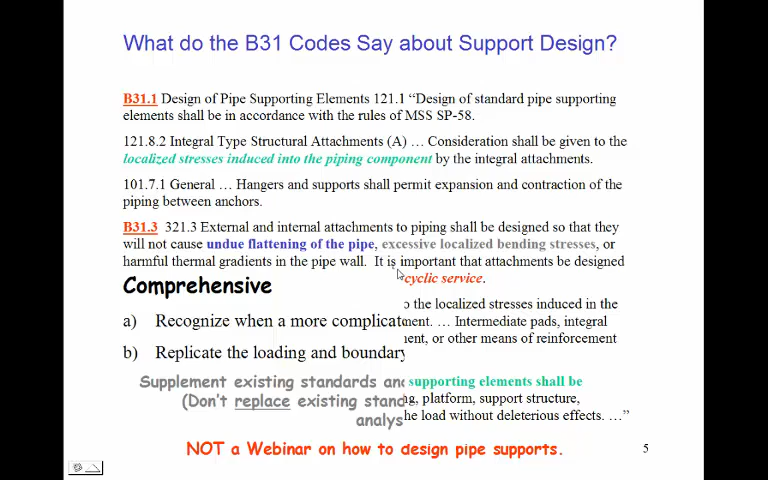 What do the B31 Codes Say about Support Design?
B31.1 Design of Pipe Supporting Elements 121.1 “Design of standard pipe supporting
elements shall be in accordance with the rules of MSS SP-58.
121.8.2 Integral Type Structural Attachments (A) … Consideration shall be given to the
localized stresses induced into the piping component by the integral attachments.
101.7.1 General … Hangers and supports shall permit expansion and contraction of the
piping between anchors.
B31.3 321.3 External and internal attachments to piping shall be designed so that they
will not cause undue flattening of the pipe, excessive localized bending stresses, or
harmful thermal gradients in the pipe wall. It is important that attachments be designed
cyclic service.
Comprehensive
o the localized stresses induced in the
a) Recognize when a more complicate
ment. … Intermediate pads, integral
ent, or other means of reinforcement
b) Replicate the loading and boundary
Supplement existing standards and
supporting elements shall be
(Don't replace existing stand
g, platform, support structure,
analys
he load without deleterious effects. …”
NOT a Webinar on how to design pipe supports.
5